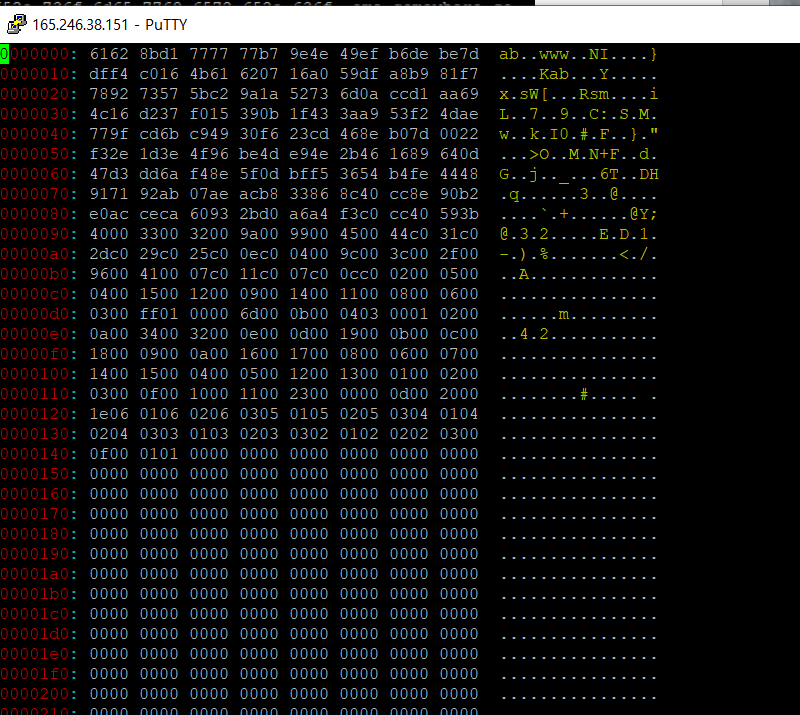 165.246.38.151 - PuTTY
0000000: 6162 8bd1 7777 77b7 9e4e 49ef b6de be7d ab..www..NI....}
0000010: dff4 c016 4b61 6207 16a0 59df a8b9 81f7 ....Kab...Y.....
0000020: 7892 7357 5bc2 9a1a 5273 6d0a ccd1 aa69 x.sW[...Rsm....i
0000030: 4c16 d237 f015 390b 1f43 3aa9 53f2 4dae L..7..9..C:.S.M.
0000040: 779f cd6b c949 30f6 23cd 468e b07d 0022 w..k.I0.#.F..}."
0000050: f32e 1d3e 4f96 be4d e94e 2b46 1689 640d ...>O..M.N+F..d.
0000060: 47d3 dd6a f48e 5f0d bff5 3654 b4fe 4448 G..j.._...6T..DH
0000070: 9171 92ab 07ae acb8 3386 8c40 cc8e 90b2 .q......3..@....
0000080: e0ac ceca 6093 2bd0 a6a4 f3c0 cc40 593b ....`.+......@Y;
0000090: 4000 3300 3200 9a00 9900 4500 44c0 31c0 @.3.2.....E.D.1.
00000a0: 2dc0 29c0 25c0 0ec0 0400 9c00 3c00 2f00 -.).%.......<./.
00000b0: 9600 4100 07c0 11c0 07c0 0cc0 0200 0500 ..A.............
00000c0: 0400 1500 1200 0900 1400 1100 0800 0600 ................
00000d0: 0300 ff01 0000 6d00 0b00 0403 0001 0200 ......m.........
00000e0: 0a00 3400 3200 0e00 0d00 1900 0b00 0c00 ..4.2...........
00000f0: 1800 0900 0a00 1600 1700 0800 0600 0700 ................
0000100: 1400 1500 0400 0500 1200 1300 0100 0200 ................
0000110: 0300 0f00 1000 1100 2300 0000 0d00 2000 ........#..... .
0000120: 1e06 0106 0206 0305 0105 0205 0304 0104 ................
0000130: 0204 0303 0103 0203 0302 0102 0202 0300 ................
0000140: 0f00 0101 0000 0000 0000 0000 0000 0000 ................
0000150: 0000 0000 0000 0000 0000 0000 0000 0000 ................
0000160: 0000 0000 0000 0000 0000 0000 0000 0000 ................
0000170: 0000 0000 0000 0000 0000 0000 0000 0000 ................
0000180: 0000 0000 0000 0000 0000 0000 0000 0000 ................
0000190: 0000 0000 0000 0000 0000 0000 0000 0000 ................
00001a0: 0000 0000 0000 0000 0000 0000 0000 0000 ................
00001b0: 0000 0000 0000 0000 0000 0000 0000 0000 ................
00001c0: 0000 0000 0000 0000 0000 0000 0000 0000 ................
00001d0: 0000 0000 0000 0000 0000 0000 0000 0000 ................
00001e0: 0000 0000 0000 0000 0000 0000 0000 0000 ................
00001f0: 0000 0000 0000 0000 0000 0000 0000 0000 ................
0000200: 0000 0000 0000 0000 0000 0000 0000 0000 ................
0000210: 0000 0000 0000 0000 0000 0000 0000 0000